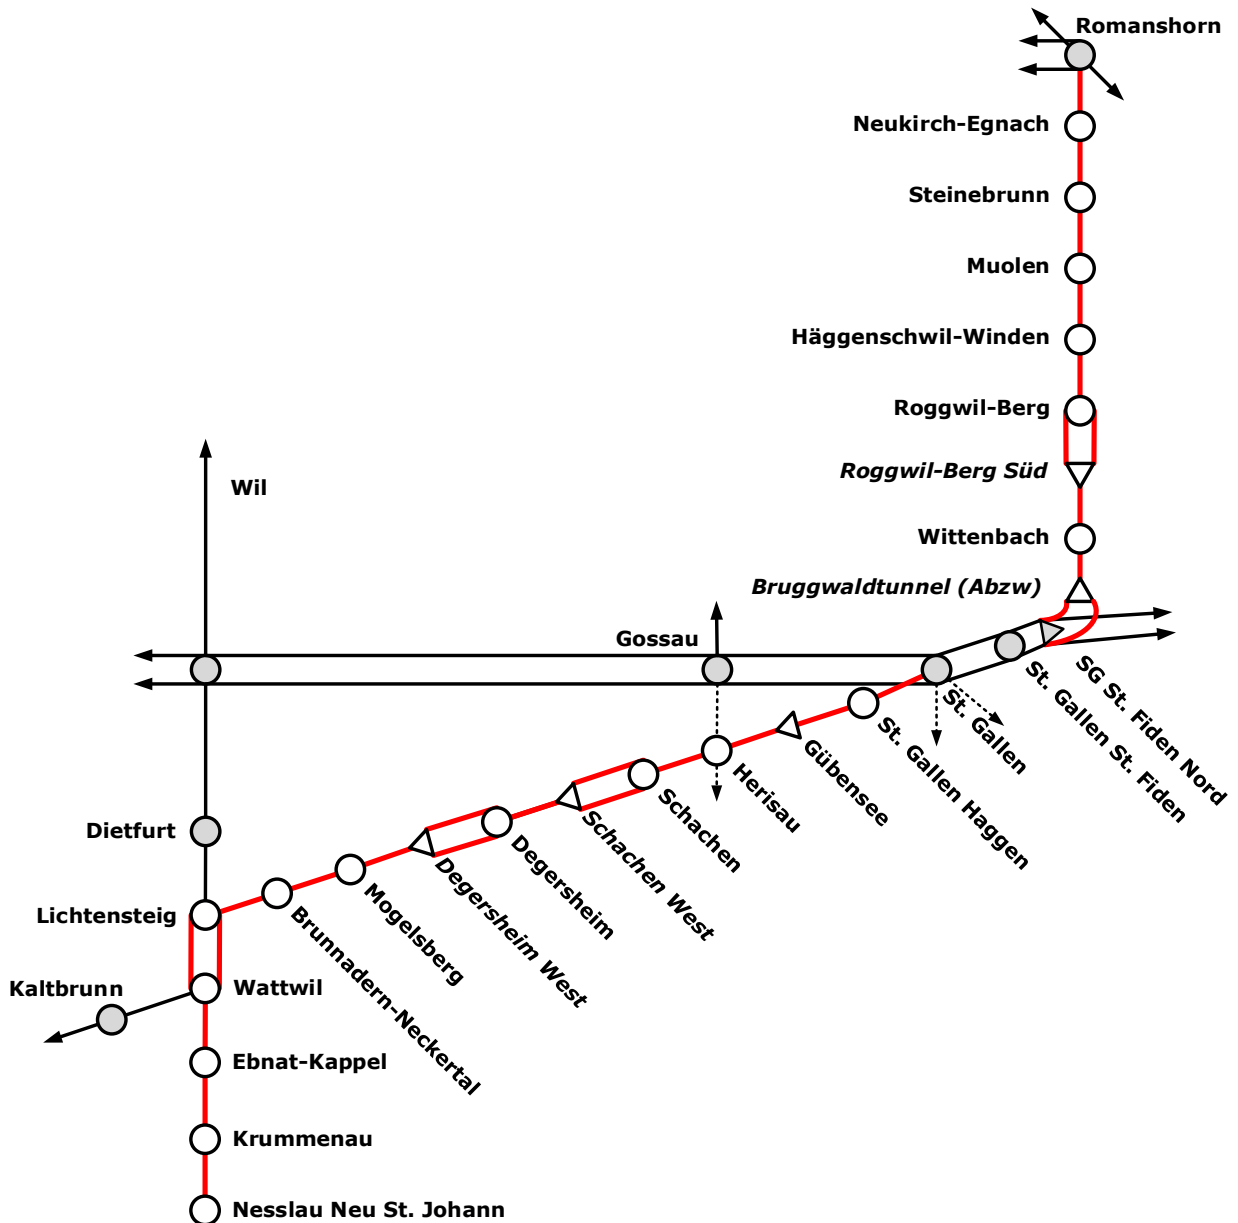 Romanshorn
Neukirch-Egnach
Steinebrunn
Muolen
Häggenschwil-Winden
Roggwil-Berg
Roggwil-Berg Süd
Wil
Wittenbach
Bruggwaldtunnel (Abzw)
Gossau
SG St. Fiden Nord
St. Gallen St. Fiden
St. Gallen
St. Gallen Haggen
Gübensee
Herisau
Schachen
Schachen West
Degersheim
Degersheim West
Mogelsberg
Brunnadern-Neckertal
Dietfurt
Lichtensteig
Kaltbrunn
Wattwil
Ebnat-Kappel
Krummenau
Nesslau Neu St. Johann